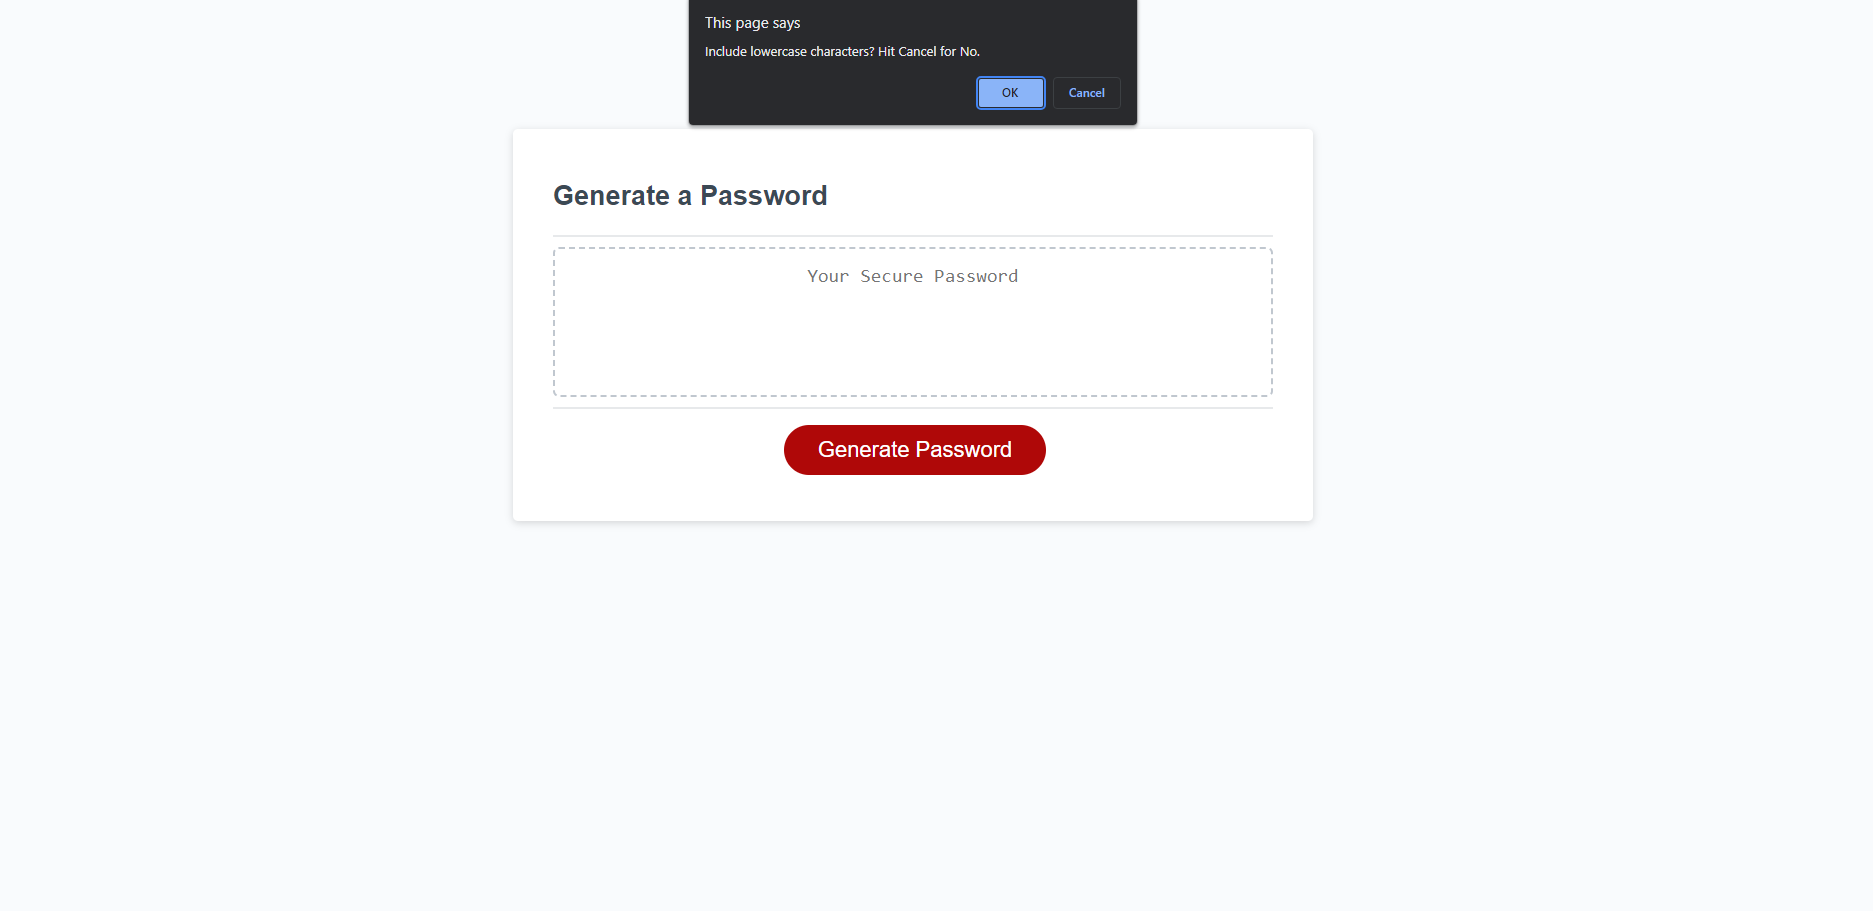 This page says
Include lowercase characters? Hit Cancel for No.
OK
Cancel
Generate a Password
Your Secure Password
Generate Password